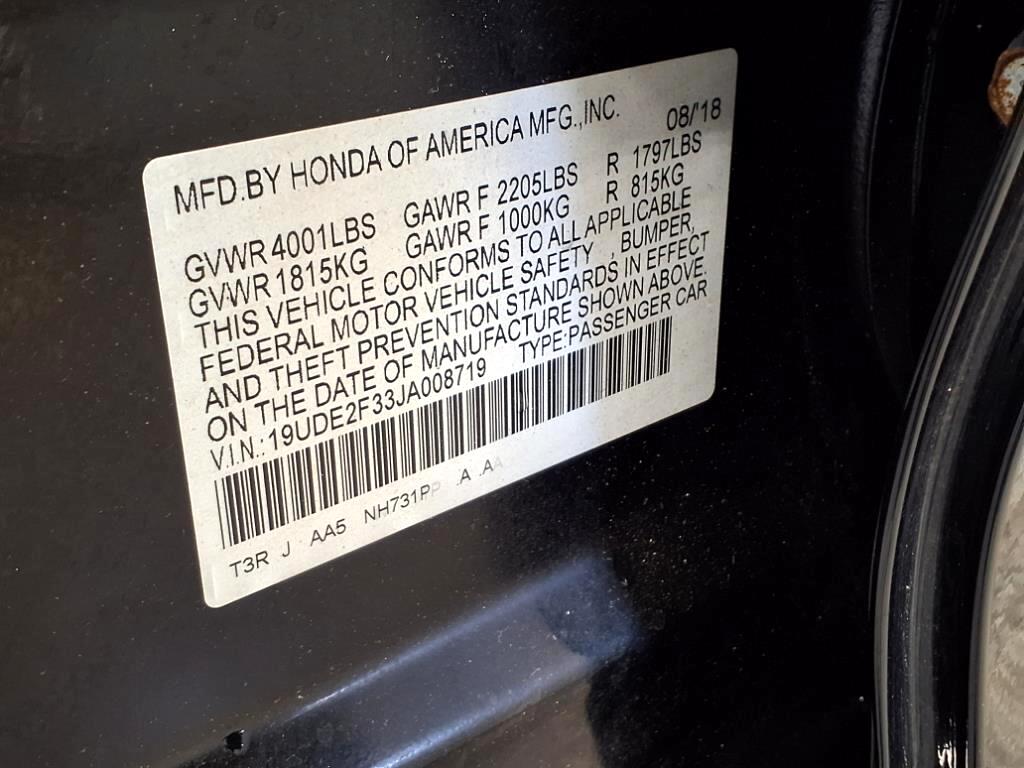 MFD.BY HONDA OF AMERICA MFG.,INC. 08/'18
GVWR 4001LBS GAWR F 2205LBS R 1797LBS
GVWR 1815KG GAWR F 1000KG R 815KG
THIS VEHICLE CONFORMS TO ALL APPLICABLE
FEDERAL MOTOR VEHICLE SAFETY , BUMPER,
AND THEFT PREVENTION STANDARDS IN EFFECT
ON THE DATE OF MANUFACTURE SHOWN ABOVE.
V.I.N.:19UDE2F33JA008719 TYPE:PASSENGER CAR
T3R J AA5 NH731PP .A .AA